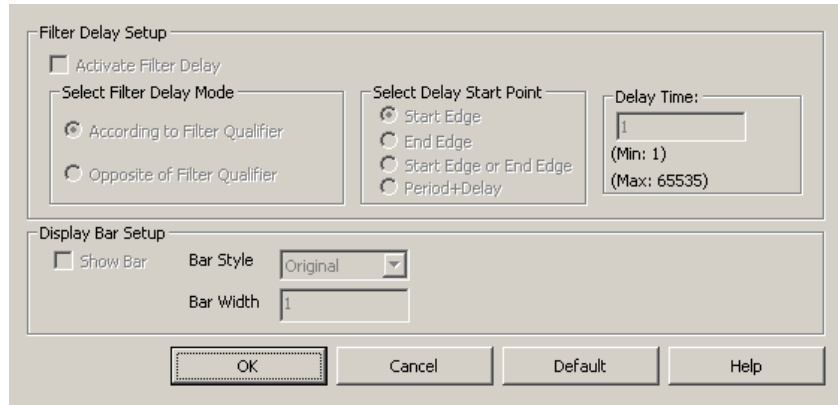 Filter Delay Setup
Activate Filter Delay
Select Filter Delay Mode
According to Filter Qualifier
Opposite of Filter Qualifier
Select Delay Start Point
Start Edge
End Edge
Start Edge or End Edge
Period+Delay
Delay Time:
1
(Min: 1)
(Max: 65535)
Display Bar Setup
Show Bar
Bar Style
Original
Bar Width
1
OK
Cancel
Default
Help